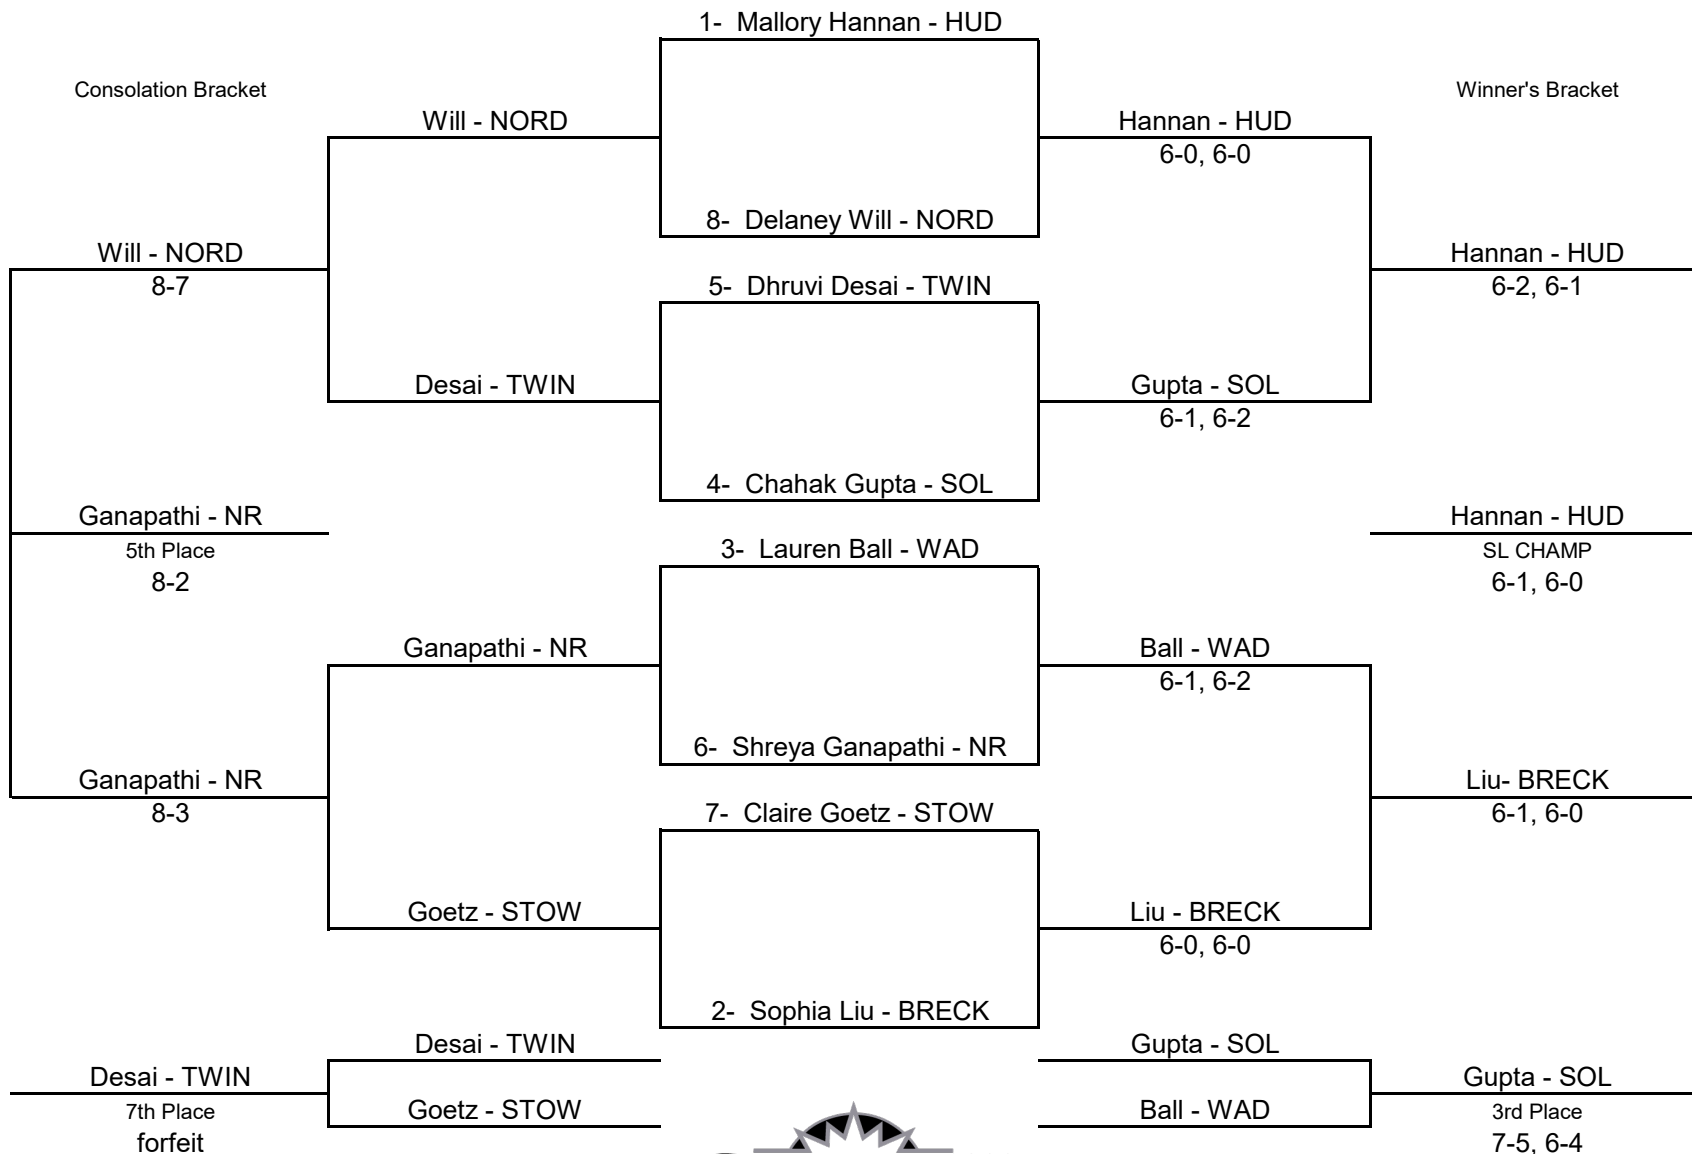 1-  Mallory Hannan - HUD
Consolation Bracket
Winner's Bracket
Will - NORD
Hannan - HUD
6-0, 6-0
8-  Delaney Will - NORD
Will - NORD
8-7
Hannan - HUD
6-2, 6-1
5-  Dhruvi Desai - TWIN
Desai - TWIN
Gupta - SOL
6-1, 6-2
4-  Chahak Gupta - SOL
Ganapathi - NR
5th Place
8-2
Hannan - HUD
SL CHAMP
6-1, 6-0
3-  Lauren Ball - WAD
Ganapathi - NR
Ball - WAD
6-1, 6-2
6-  Shreya Ganapathi - NR
Ganapathi - NR
8-3
Liu- BRECK
6-1, 6-0
7-  Claire Goetz - STOW
Goetz - STOW
Liu - BRECK
6-0, 6-0
2-  Sophia Liu - BRECK
Desai - TWIN
Gupta - SOL
Desai - TWIN
7th Place
forfeit
Gupta - SOL
3rd Place
7-5, 6-4
Goetz - STOW
Ball - WAD